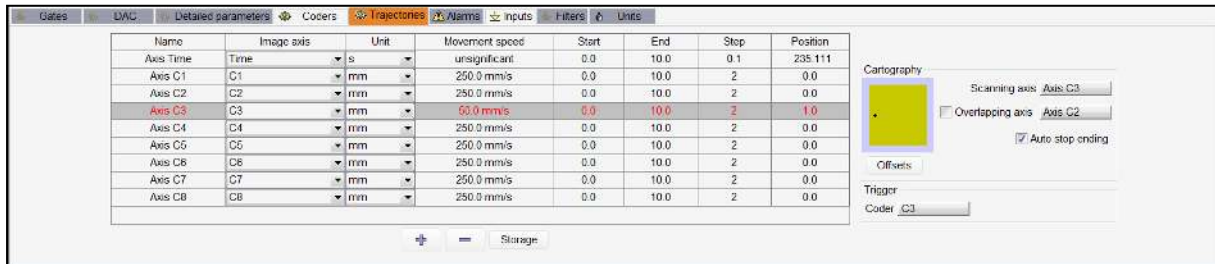 Gates DAC Detailed parameters Coders Trajectories Alarms Inputs Filters Units
Name Image axis Unit Movement speed Start End Step Position
Axis Time Time s unsignificant 0.0 10.0 0.1 235.111
Axis C1 C1 mm 250.0 mm/s 0.0 10.0 2 0.0
Axis C2 C2 mm 250.0 mm/s 0.0 10.0 2 0.0
Axis C3 C3 mm 50.0 mm/s 0.0 10.0 2 1.0
Axis C4 C4 mm 250.0 mm/s 0.0 10.0 2 0.0
Axis C5 C5 mm 250.0 mm/s 0.0 10.0 2 0.0
Axis C6 C6 mm 250.0 mm/s 0.0 10.0 2 0.0
Axis C7 C7 mm 250.0 mm/s 0.0 10.0 2 0.0
Axis C8 C8 mm 250.0 mm/s 0.0 10.0 2 0.0
Storage
Cartography
Scanning axis Axis C3
Overlapping axis Axis C2
Auto stop ending
Offsets
Trigger
Coder C3